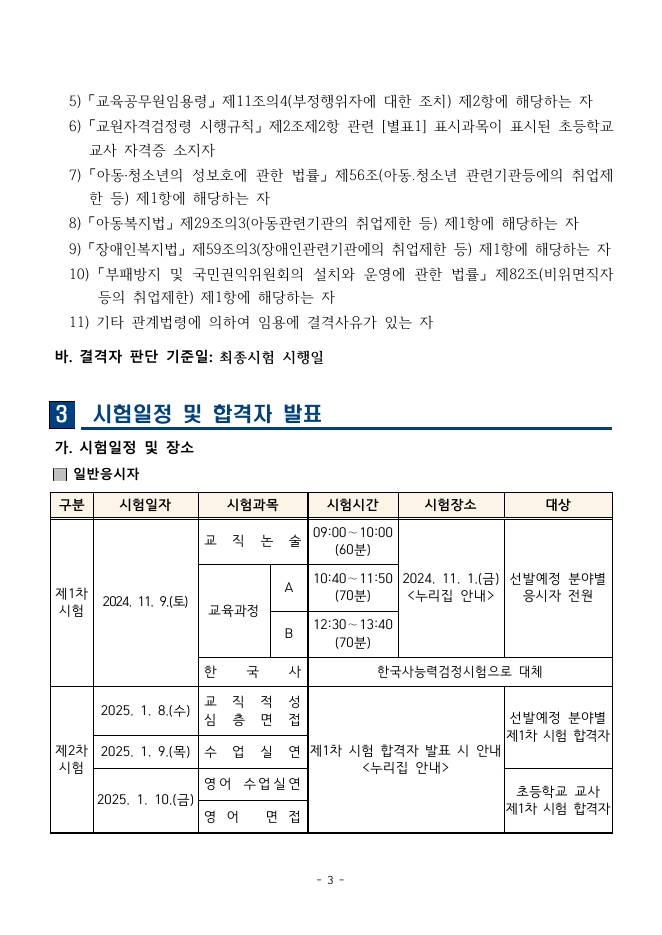 5)「교육공무원임용령」제11조의4(부정행위자에 대한 조치) 제2항에 해당하는 자
6)「교원자격검정령 시행규칙」제2조제2항 관련 [별표1] 표시과목이 표시된 초등학교
교사 자격증 소지자
7)「아동·청소년의 성보호에 관한 법률」제56조(아동.청소년 관련기관등에의 취업제
한 등) 제1항에 해당하는 자
8)「아동복지법」제29조의3(아동관련기관의 취업제한 등) 제1항에 해당하는 자
9)「장애인복지법」제59조의3(장애인관련기관에의 취업제한 등) 제1항에 해당하는 자
10)「부패방지 및 국민권익위원회의 설치와 운영에 관한 법률」제82조(비위면직자
등의 취업제한) 제1항에 해당하는 자
11) 기타 관계법령에 의하여 임용에 결격사유가 있는 자
바. 결격자 판단 기준일: 최종시험 시행일
3 시험일정 및 합격자 발표
가. 시험일정 및 장소
일반응시자
구분 시험일자 시험과목 시험시간 시험장소 대상
제1차
시험
2024. 11. 9.(토)
교 직 논 술
09:00~10:00
(60분)
교육과정
A
10:40~11:50
(70분)
B
12:30~13:40
(70분)
2024. 11. 1.(금)
<누리집 안내>
선발예정 분야별
응시자 전원
한 국 사
한국사능력검정시험으로 대체
제2차
시험
2025. 1. 8.(수)
교 직 적 성
심 층 면 접
2025. 1. 9.(목)
수 업 실 연
2025. 1. 10.(금)
영어 수업실연
영 어 면 접
제1차 시험 합격자 발표 시 안내
<누리집 안내>
선발예정 분야별
제1차 시험 합격자
초등학교 교사
제1차 시험 합격자
- 3 -